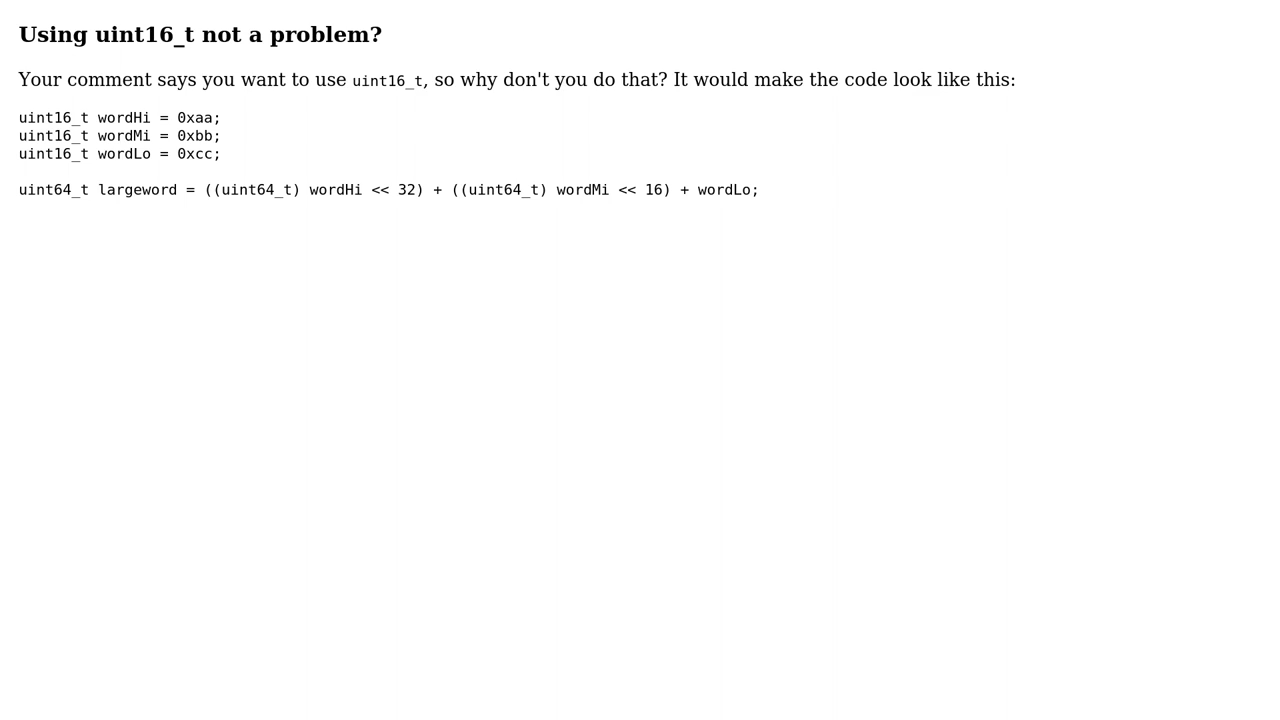 Using uint16_t not a problem?
Your comment says you want to use uint16_t, so why don't you do that? It would make the code look like this:
uint16_t wordHi = 0xaa;
uint16_t wordMi = 0xbb;
uint16_t wordLo = 0xcc;
uint64_t largeword = ((uint64_t) wordHi << 32) + ((uint64_t) wordMi << 16) + wordLo;